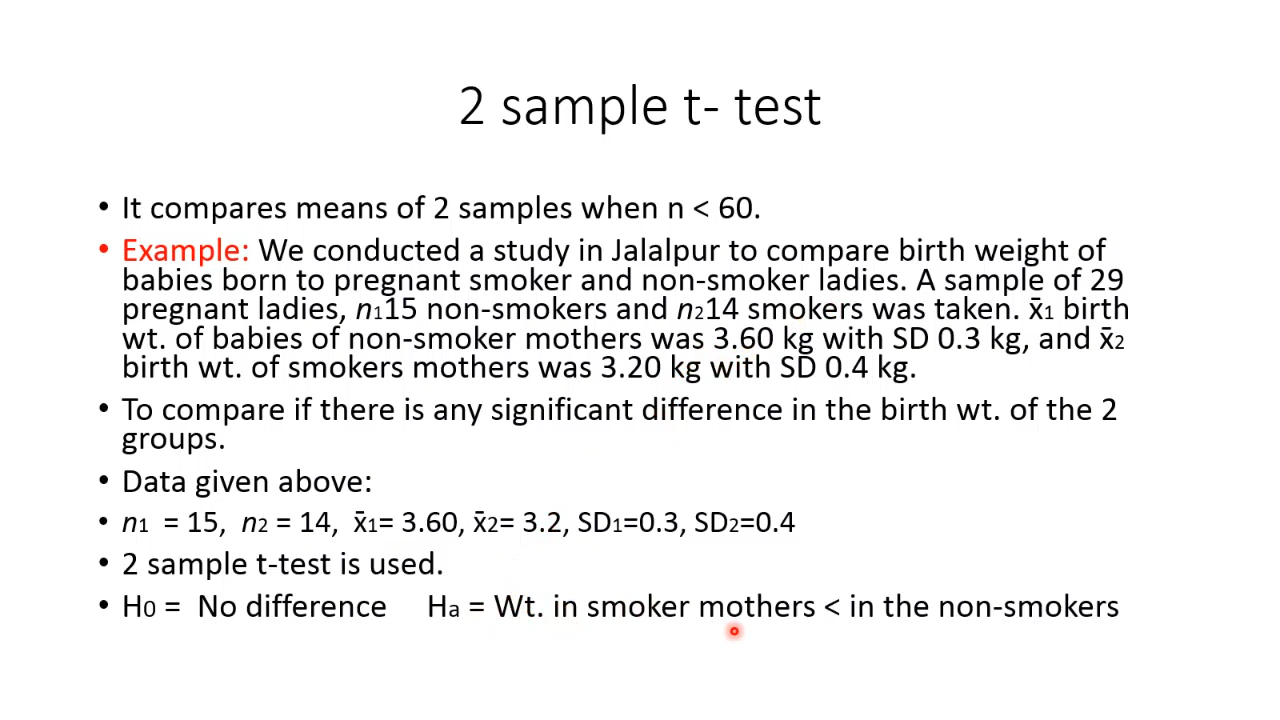 2 sample t- test
• It compares means of 2 samples when n < 60.
• Example: We conducted a study in Jalalpur to compare birth weight of
babies born to pregnant smoker and non-smoker ladies. A sample of 29
pregnant ladies, n₁15 non-smokers and n₂14 smokers was taken. x̄₁ birth
wt. of babies of non-smoker mothers was 3.60 kg with SD 0.3 kg, and x̄₂
birth wt. of smokers mothers was 3.20 kg with SD 0.4 kg.
• To compare if there is any significant difference in the birth wt. of the 2
groups.
• Data given above:
• n₁ = 15, n₂ = 14, x̄₁= 3.60, x̄₂= 3.2, SD₁=0.3, SD₂=0.4
• 2 sample t-test is used.
• H₀ = No difference Hₐ = Wt. in smoker mothers < in the non-smokers